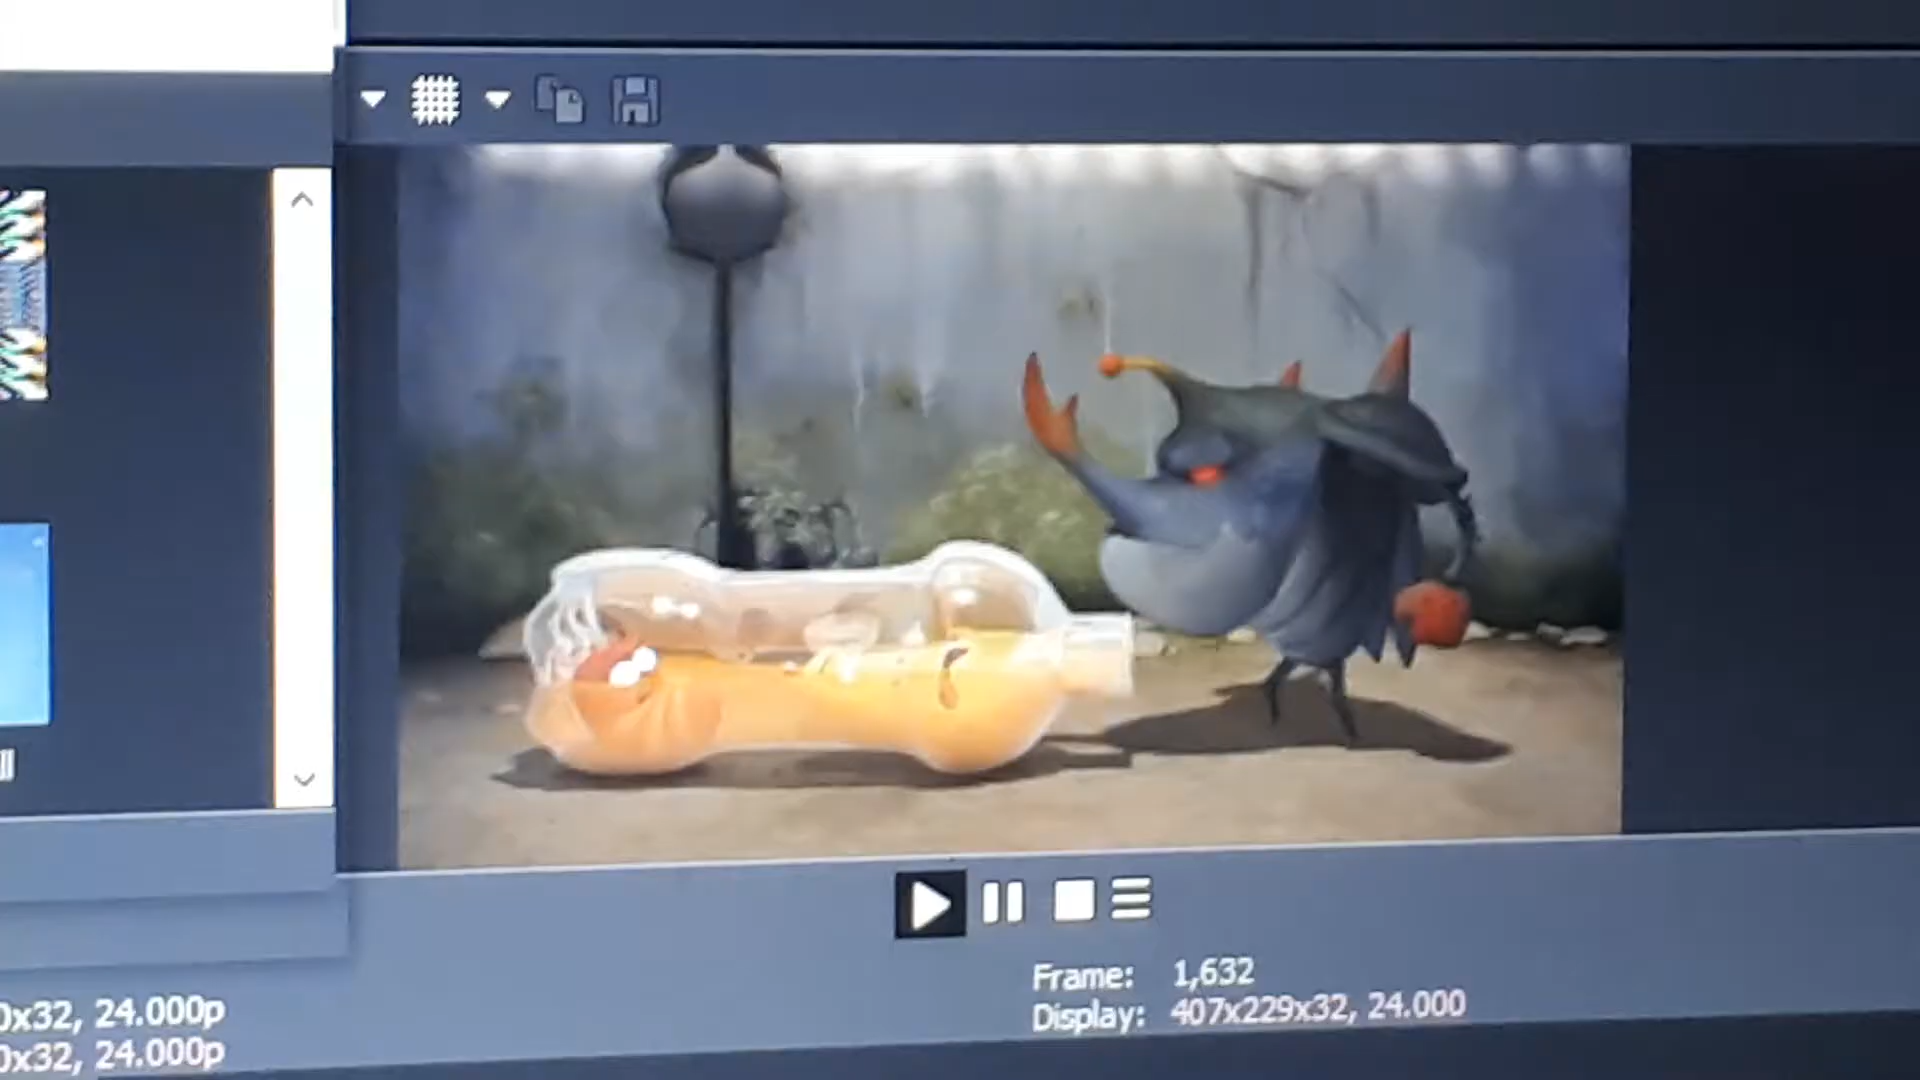 Frame: 1,632
Display: 407x229x32, 24.000
0x32, 24.000p
0x32, 24.000p